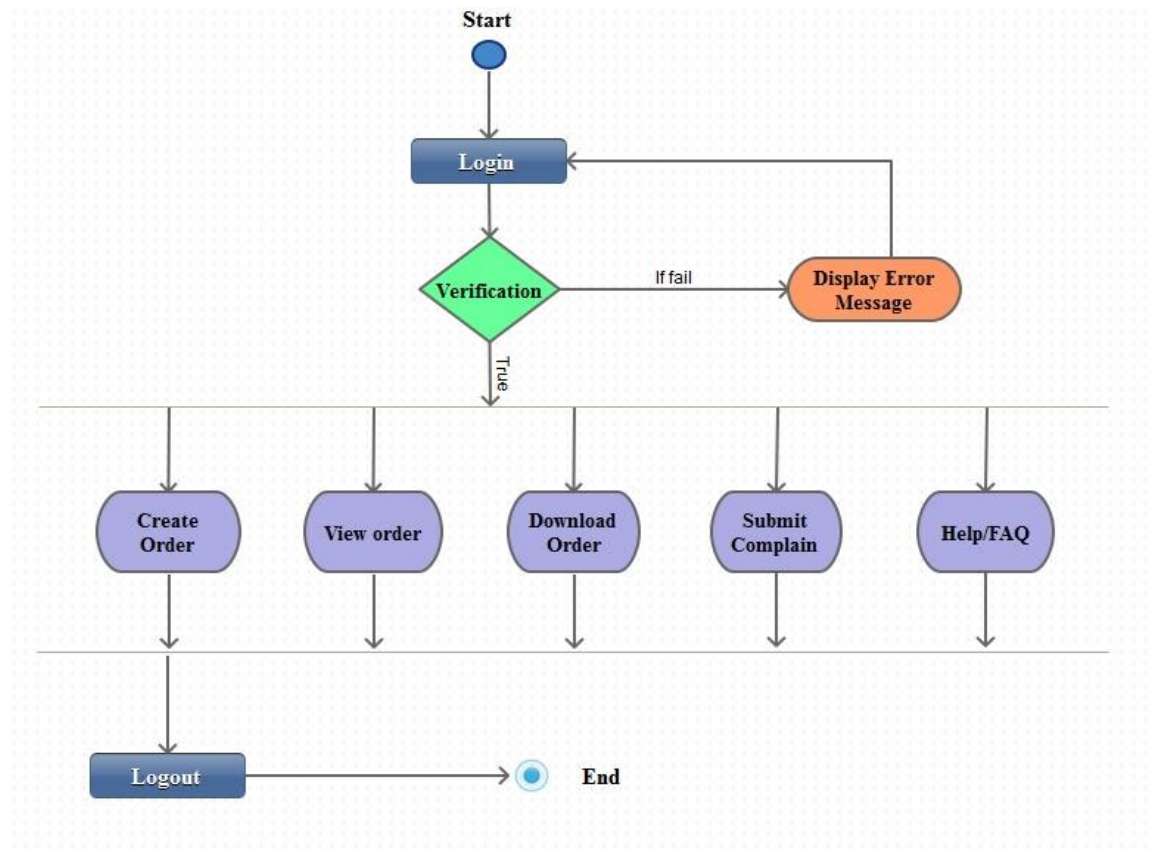 Start
Login
Verification
If fail
Display Error
Message
True
Create
Order
View order
Download
Order
Submit
Complain
Help/FAQ
Logout
End